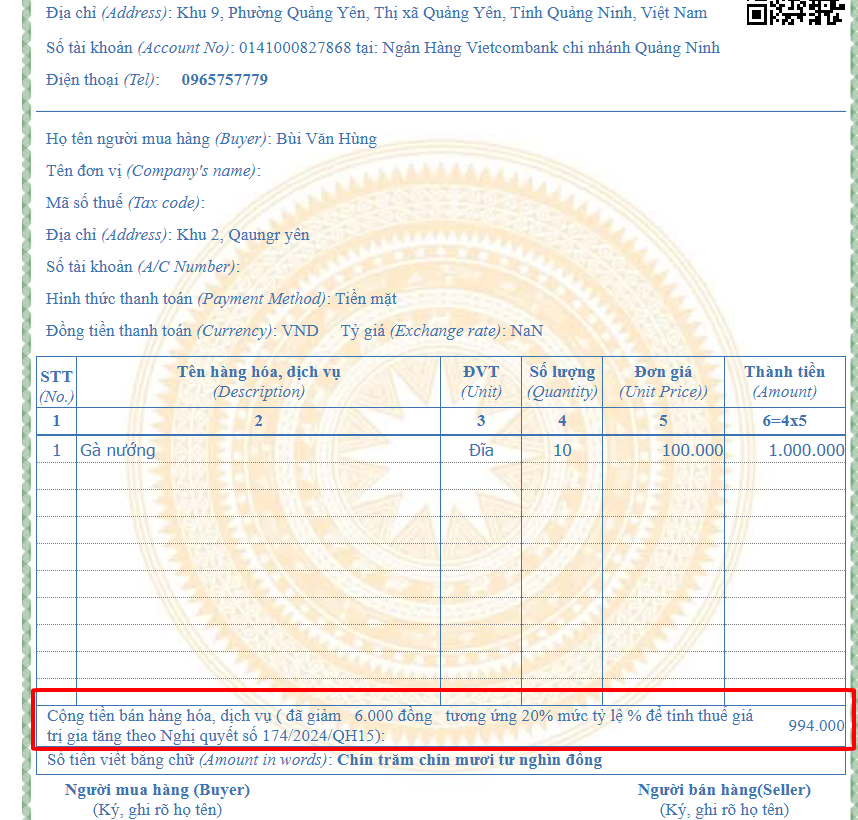 Địa chỉ (Address): Khu 9, Phường Quảng Yên, Thị xã Quảng Yên, Tỉnh Quảng Ninh, Việt Nam
Số tài khoản (Account No): 0141000827868 tại: Ngân Hàng Vietcombank chi nhánh Quảng Ninh
Điện thoại (Tel): 0965757779
Họ tên người mua hàng (Buyer): Bùi Văn Hùng
Tên đơn vị (Company's name):
Mã số thuế (Tax code):
Địa chỉ (Address): Khu 2, Qaungr yên
Số tài khoản (A/C Number):
Hình thức thanh toán (Payment Method): Tiền mặt
Đồng tiền thanh toán (Currency): VND Tỷ giá (Exchange rate): NaN
STT Tên hàng hóa, dịch vụ ĐVT Số lượng Đơn giá Thành tiền
(No.) (Description) (Unit) (Quantity) (Unit Price)) (Amount)
1 2 3 4 5 6=4x5
1 Gà nướng Đĩa 10 100.000 1.000.000
Cộng tiền bán hàng hóa, dịch vụ ( đã giảm 6.000 đồng tương ứng 20% mức tỷ lệ % để tính thuế giá
trị gia tăng theo Nghị quyết số 174/2024/QH15): 994.000
Số tiền viết bằng chữ (Amount in words): Chín trăm chín mươi tư nghìn đồng
Người mua hàng (Buyer) Người bán hàng(Seller)
(Ký, ghi rõ họ tên) (Ký, ghi rõ họ tên)